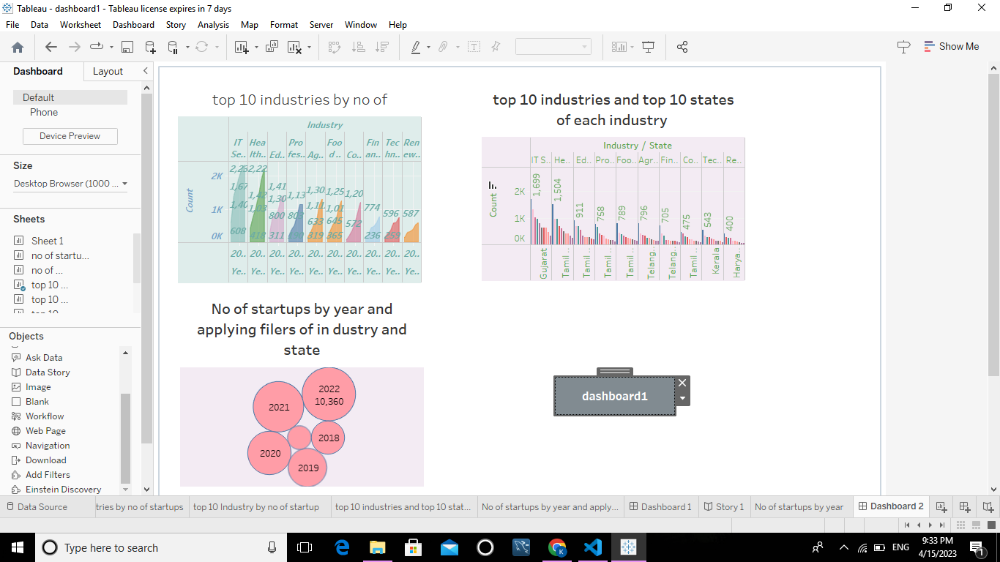 Tableau - dashboard1 - Tableau license expires in 7 days
File Data Worksheet Dashboard Story Analysis Map Format Server Window Help
Show Me
Dashboard Layout
Default
Phone
Device Preview
Size
Desktop Browser (1000 ...
Sheets
Sheet 1
no of startu...
no of ...
top 10 ...
top 10 ...
Objects
Ask Data
Data Story
Image
Blank
Workflow
Web Page
Navigation
Download
Add Filters
Einstein Discovery
top 10 industries by no of
Industry
IT Hea Pro Foo Fin Tec Ren
Se.. lth.. Ed.. fes.. Ag.. d .. Co.. an.. hn.. ew..
Count
2K
1K
0K
2,22
1,67 1,42 1,41 1,13 1,30 1,25 1,20 774 596 587
1,40 1,03 1,30 1,11 1,01
800 633 645 572
608 418 311 319 365 236 259
20.. 20.. 20.. 20.. 20.. 20.. 20.. 20.. 20.. 20..
Ye.. Ye.. Ye.. Ye.. Ye.. Ye.. Ye.. Ye.. Ye.. Ye..
top 10 industries and top 10 states
of each industry
Industry / State
IT S.. He.. Ed.. Pro.. Foo.. Agr.. Fin.. Co.. Tec.. Re..
Count
2K
1K
0K
1,699 1,504 911 758 789 796 705 475 543 400
Gujarat Tamil .. Tamil .. Tamil .. Tamil .. Telang.. Telang.. Tamil .. Kerala Harya..
No of startups by year and
applying filers of in dustry and
state
2022
10,360
2021
2018
2020
2019
dashboard1
Data Source tries by no of startups top 10 Industry by no of startup top 10 industries and top 10 stat... No of startups by year and apply... Dashboard 1 Story 1 No of startups by year Dashboard 2
Type here to search
ENG
9:33 PM
4/15/2023
1